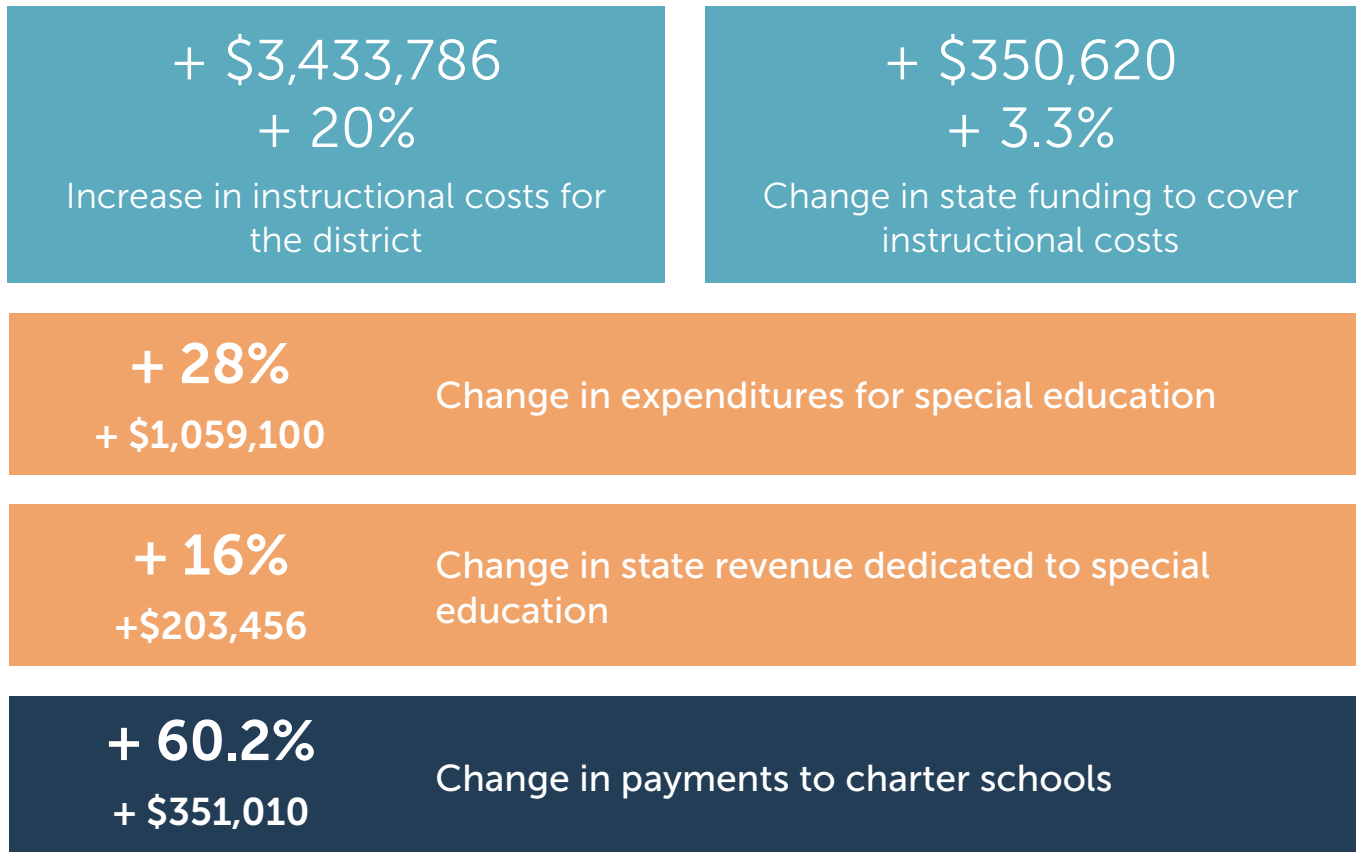 + $3,433,786
+ 20%
Increase in instructional costs for
the district
+ $350,620
+ 3.3%
Change in state funding to cover
instructional costs
+ 28%
+ $1,059,100
Change in expenditures for special education
+ 16%
+$203,456
Change in state revenue dedicated to special
education
+ 60.2%
+ $351,010
Change in payments to charter schools